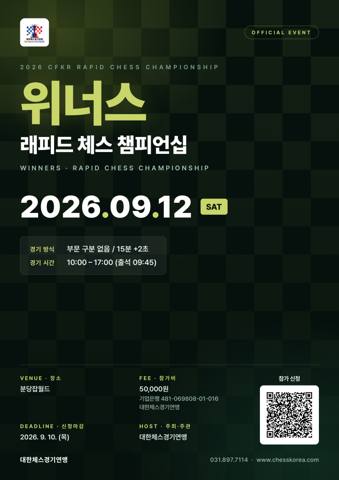 OFFICIAL EVENT
2026 CFKR RAPID CHESS CHAMPIONSHIP
위너스
래피드 체스 챔피언십
WINNERS · RAPID CHESS CHAMPIONSHIP
2026.09.12 SAT
경기 방식 부문 구분 없음 / 15분 +2초
경기 시간 10:00 – 17:00 (출석 09:45)
VENUE · 장소
분당잡월드
FEE · 참가비
50,000원
기업은행 481-069808-01-016
대한체스경기연맹
참가 신청
DEADLINE · 신청마감
2026. 9. 10. (목)
HOST · 주최·주관
대한체스경기연맹
대한체스경기연맹
031.897.7114 · www.chesskorea.com